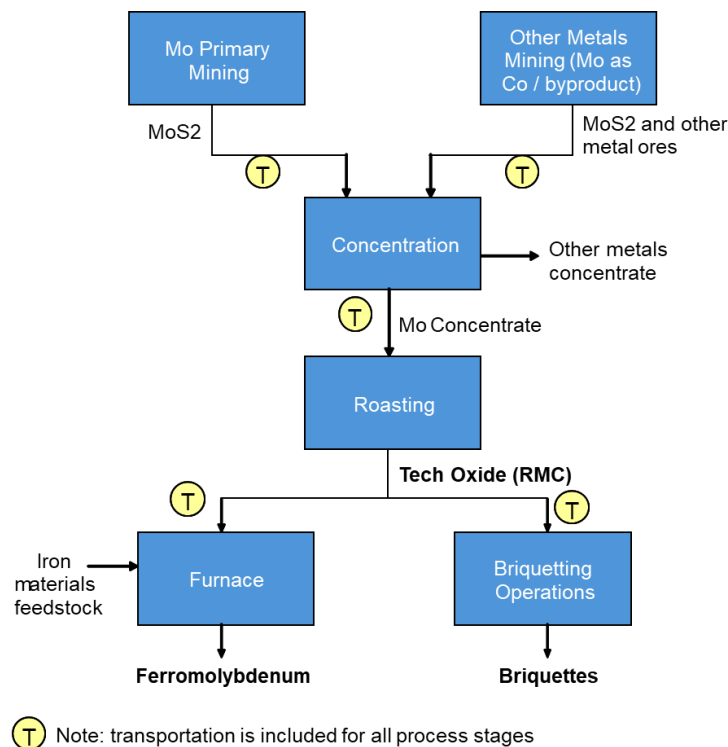 Mo Primary
Mining
Other Metals
Mining (Mo as
Co / byproduct)
MoS2
MoS2 and other
metal ores
T
T
Concentration
Other metals
concentrate
T
Mo Concentrate
Roasting
Tech Oxide (RMC)
T
T
Iron
materials
feedstock
Furnace
Briquetting
Operations
Ferromolybdenum
Briquettes
T
Note: transportation is included for all process stages